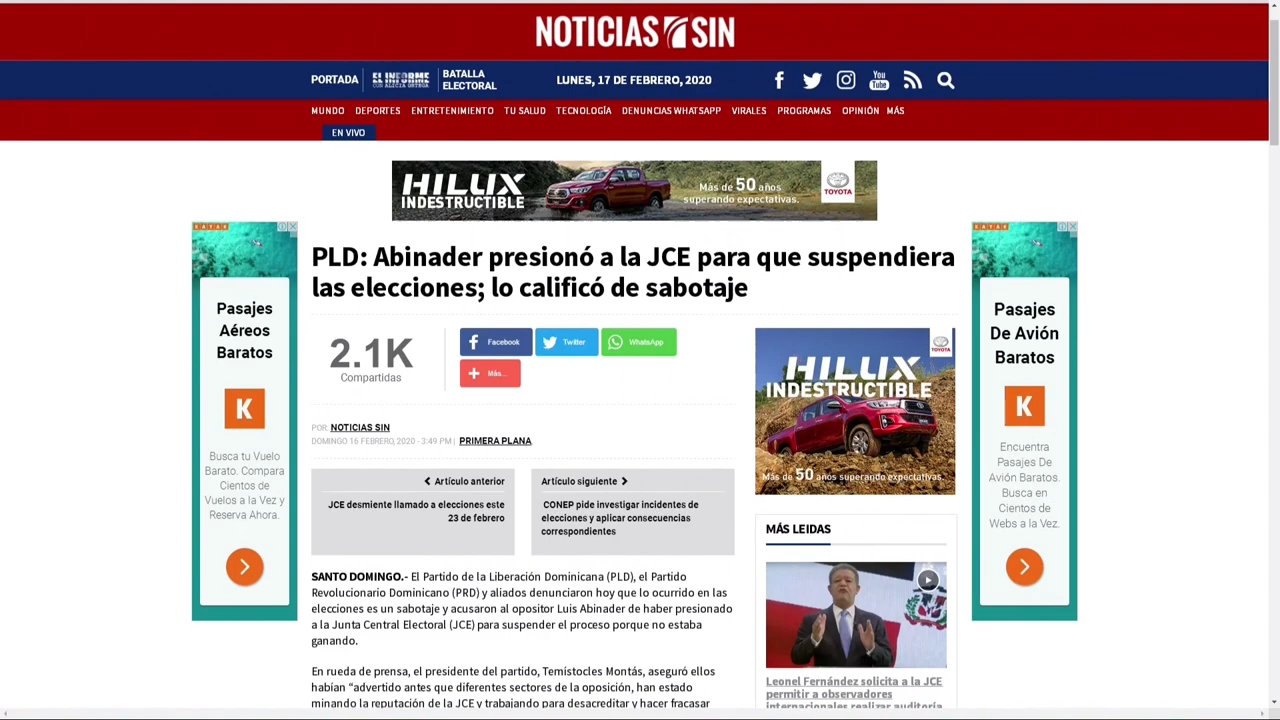 NOTICIAS SIN
PORTADA
EL INFORME
CON ALICIA ORTEGA
BATALLA
ELECTORAL
LUNES, 17 DE FEBRERO, 2020
You
Tube
MUNDO DEPORTES ENTRETENIMIENTO TU SALUD TECNOLOGÍA DENUNCIAS WHATSAPP VIRALES PROGRAMAS OPINIÓN MÁS
EN VIVO
HILUX
INDESTRUCTIBLE
Más de 50 años
superando expectativas.
TOYOTA
KAYAK
Pasajes
Aéreos
Baratos
K
Busca tu Vuelo
Barato. Compara
Cientos de
Vuelos a la Vez y
Reserva Ahora.
PLD: Abinader presionó a la JCE para que suspendiera
las elecciones; lo calificó de sabotaje
2.1K
Compartidas
Facebook
Twitter
WhatsApp
Más...
POR: NOTICIAS SIN
DOMINGO 16 FEBRERO, 2020 - 3:49 PM | PRIMERA PLANA
Artículo anterior
JCE desmiente llamado a elecciones este
23 de febrero
Artículo siguiente
CONEP pide investigar incidentes de
elecciones y aplicar consecuencias
correspondientes
SANTO DOMINGO.- El Partido de la Liberación Dominicana (PLD), el Partido
Revolucionario Dominicano (PRD) y aliados denunciaron hoy que lo ocurrido en las
elecciones es un sabotaje y acusaron al opositor Luis Abinader de haber presionado
a la Junta Central Electoral (JCE) para suspender el proceso porque no estaba
ganando.
En rueda de prensa, el presidente del partido, Temístocles Montás, aseguró ellos
habían “advertido antes que diferentes sectores de la oposición, han estado
minando la reputación de la JCE y trabajando para desacreditar y hacer fracasar
TOYOTA
HILUX
INDESTRUCTIBLE
Más de 50 años superando expectativas.
MÁS LEIDAS
Leonel Fernández solicita a la JCE
permitir a observadores
internacionales realizar auditoría
KAYAK
Pasajes
De Avión
Baratos
K
Encuentra
Pasajes De
Avión Baratos.
Busca en
Cientos de
Webs a la Vez.